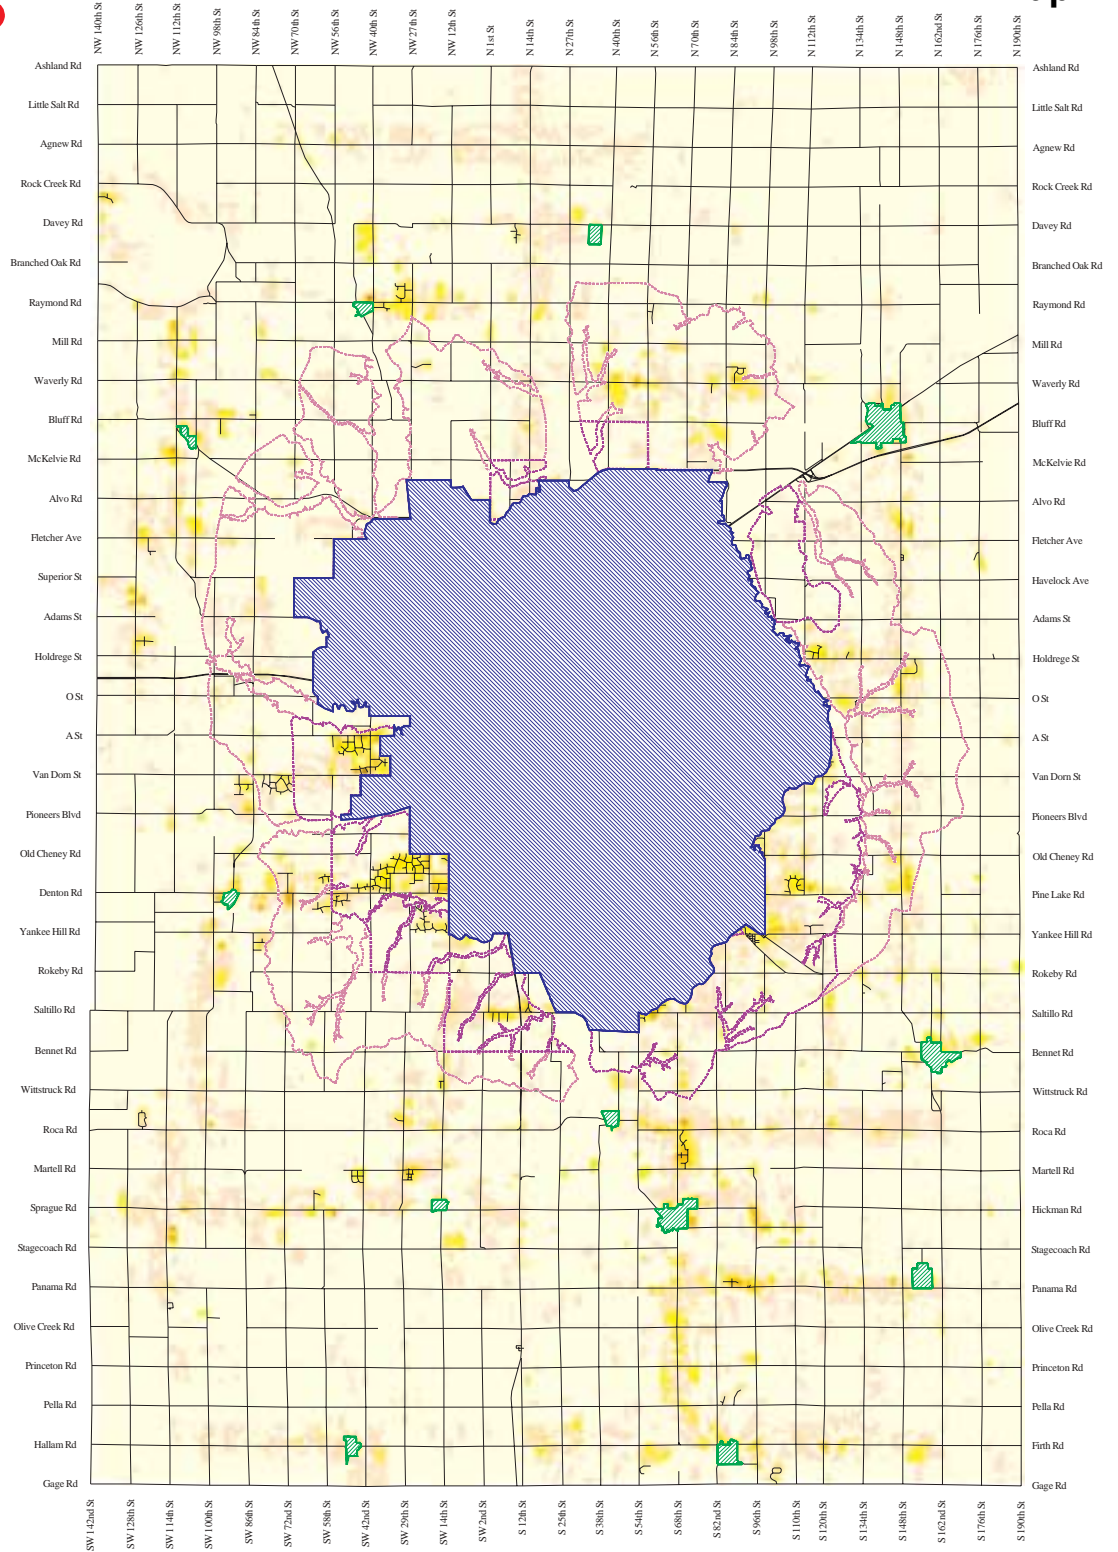 op
NW 140th St
NW 126th St
NW 112th St
NW 98th St
NW 84th St
NW 70th St
NW 56th St
NW 40th St
NW 27th St
NW 12th St
N 1st St
N 14th St
N 27th St
N 40th St
N 56th St
N 70th St
N 84th St
N 98th St
N 112th St
N 134th St
N 148th St
N 162nd St
N 176th St
N 190th St
Ashland Rd
Little Salt Rd
Agnew Rd
Rock Creek Rd
Davey Rd
Branched Oak Rd
Raymond Rd
Mill Rd
Waverly Rd
Bluff Rd
McKelvie Rd
Alvo Rd
Fletcher Ave
Superior St
Adams St
Holdrege St
O St
A St
Van Dorn St
Pioneers Blvd
Old Cheney Rd
Denton Rd
Yankee Hill Rd
Rokeby Rd
Saltillo Rd
Bennet Rd
Wittstruck Rd
Roca Rd
Martell Rd
Sprague Rd
Stagecoach Rd
Panama Rd
Olive Creek Rd
Princeton Rd
Pella Rd
Hallam Rd
Gage Rd
Ashland Rd
Little Salt Rd
Agnew Rd
Rock Creek Rd
Davey Rd
Branched Oak Rd
Raymond Rd
Mill Rd
Waverly Rd
Bluff Rd
McKelvie Rd
Alvo Rd
Fletcher Ave
Havelock Ave
Adams St
Holdrege St
O St
A St
Van Dorn St
Pioneers Blvd
Old Cheney Rd
Pine Lake Rd
Yankee Hill Rd
Rokeby Rd
Saltillo Rd
Bennet Rd
Wittstruck Rd
Roca Rd
Martell Rd
Hickman Rd
Stagecoach Rd
Panama Rd
Olive Creek Rd
Princeton Rd
Pella Rd
Firth Rd
Gage Rd
SW 142nd St
SW 128th St
SW 114th St
SW 100th St
SW 86th St
SW 72nd St
SW 58th St
SW 42nd St
SW 29th St
SW 14th St
SW 2nd St
S 12th St
S 25th St
S 38th St
S 54th St
S 68th St
S 82nd St
S 96th St
S 110th St
S 120th St
S 134th St
S 148th St
S 162nd St
S 176th St
S 190th St